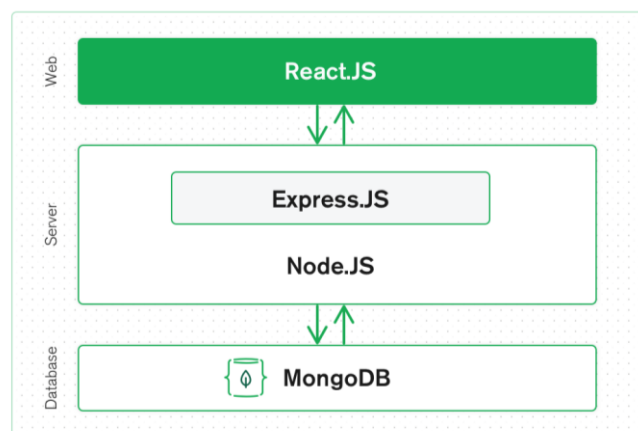 Web
React.JS
Server
Express.JS
Node.JS
Database
MongoDB